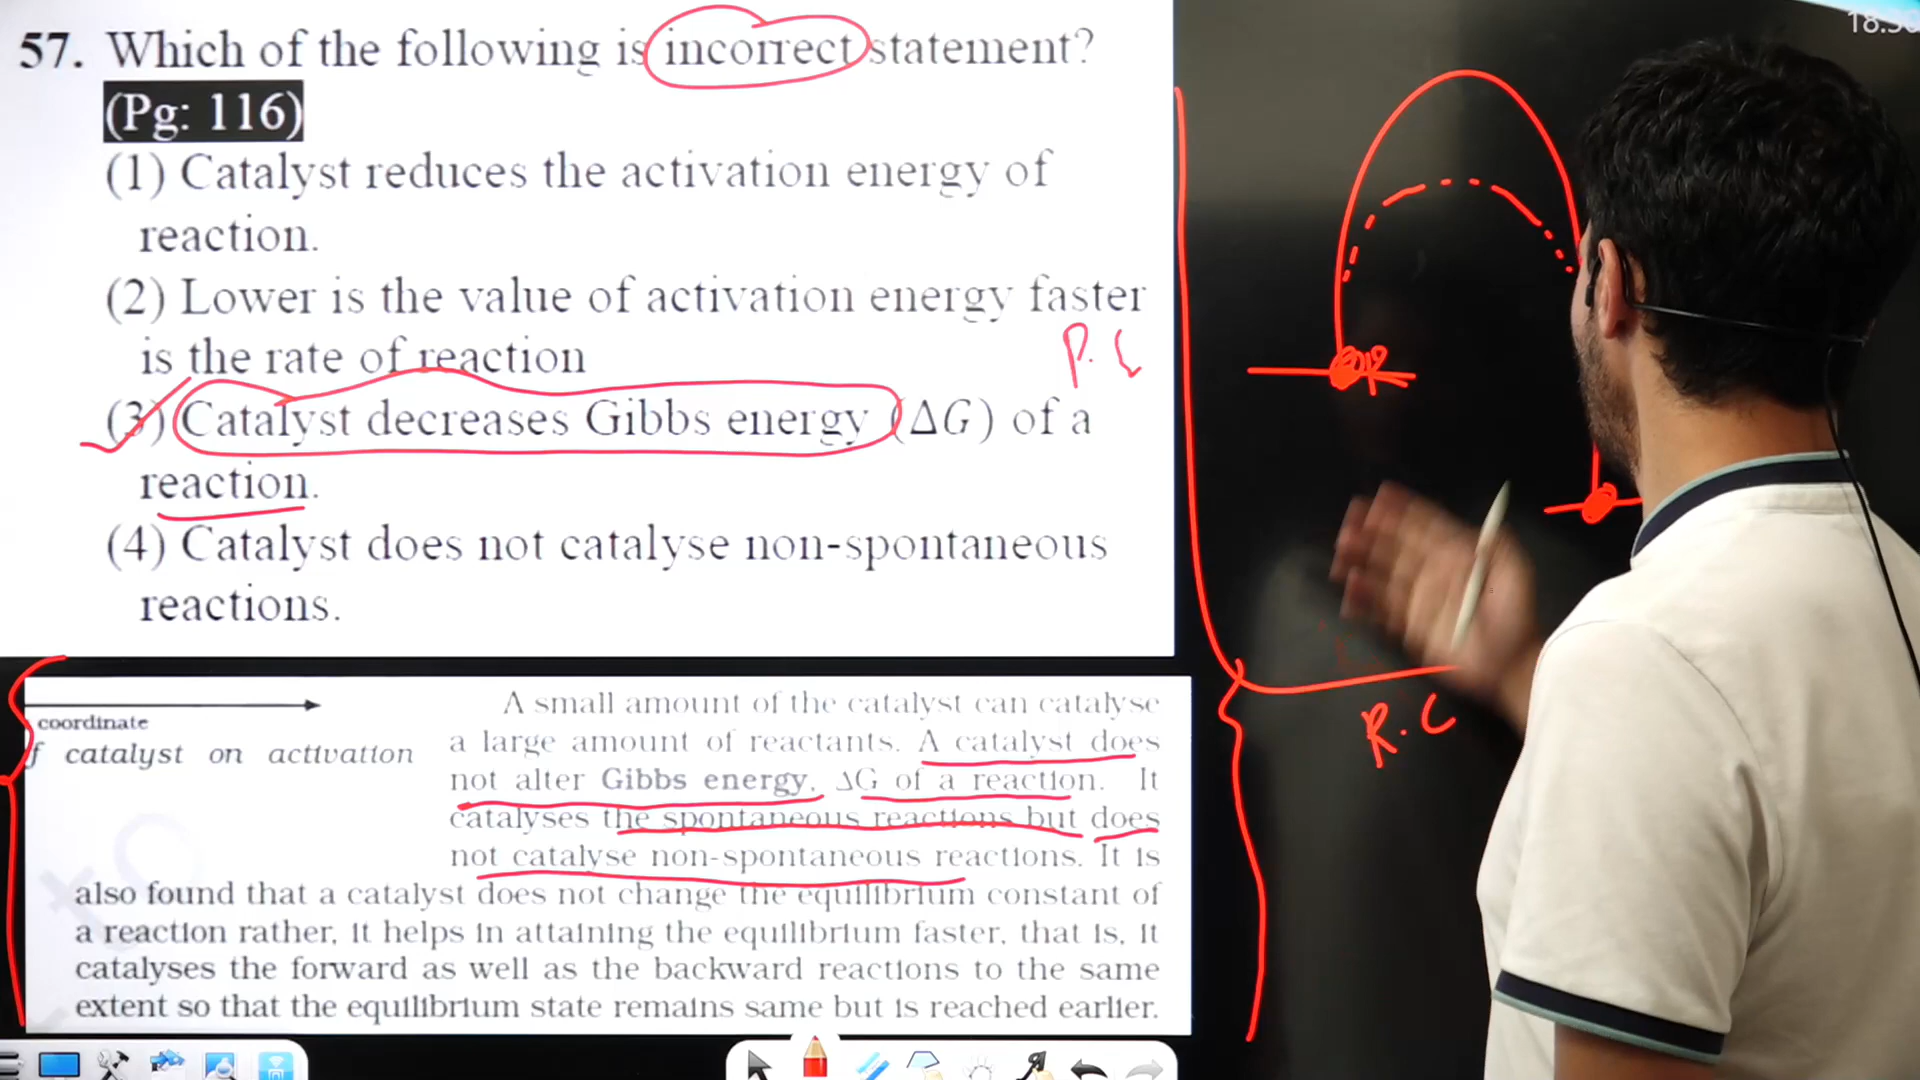 18:50
57. Which of the following is incorrect statement?
(Pg: 116)
(1) Catalyst reduces the activation energy of
reaction.
(2) Lower is the value of activation energy faster
is the rate of reaction
(3) Catalyst decreases Gibbs energy (ΔG) of a
reaction.
(4) Catalyst does not catalyse non-spontaneous
reactions.
coordinate
f catalyst on activation
A small amount of the catalyst can catalyse
a large amount of reactants. A catalyst does
not alter Gibbs energy, ΔG of a reaction. It
catalyses the spontaneous reactions but does
not catalyse non-spontaneous reactions. It is
also found that a catalyst does not change the equilibrium constant of
a reaction rather, it helps in attaining the equilibrium faster, that is, it
catalyses the forward as well as the backward reactions to the same
extent so that the equilibrium state remains same but is reached earlier.
R
R.C